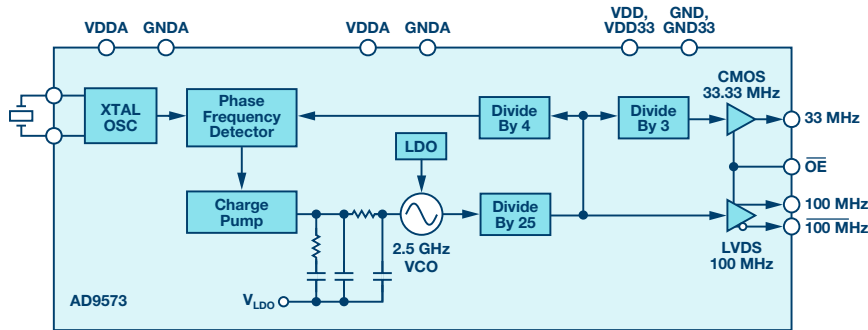 VDDA
GNDA
VDDA
GNDA
VDD,
VDD33
GND,
GND33
XTAL
OSC
Phase
Frequency
Detector
Divide
By 4
Divide
By 3
CMOS
33.33 MHz
33 MHz
OE
LDO
Charge
Pump
2.5 GHz
VCO
Divide
By 25
100 MHz
100 MHz
LVDS
100 MHz
VLDO
AD9573